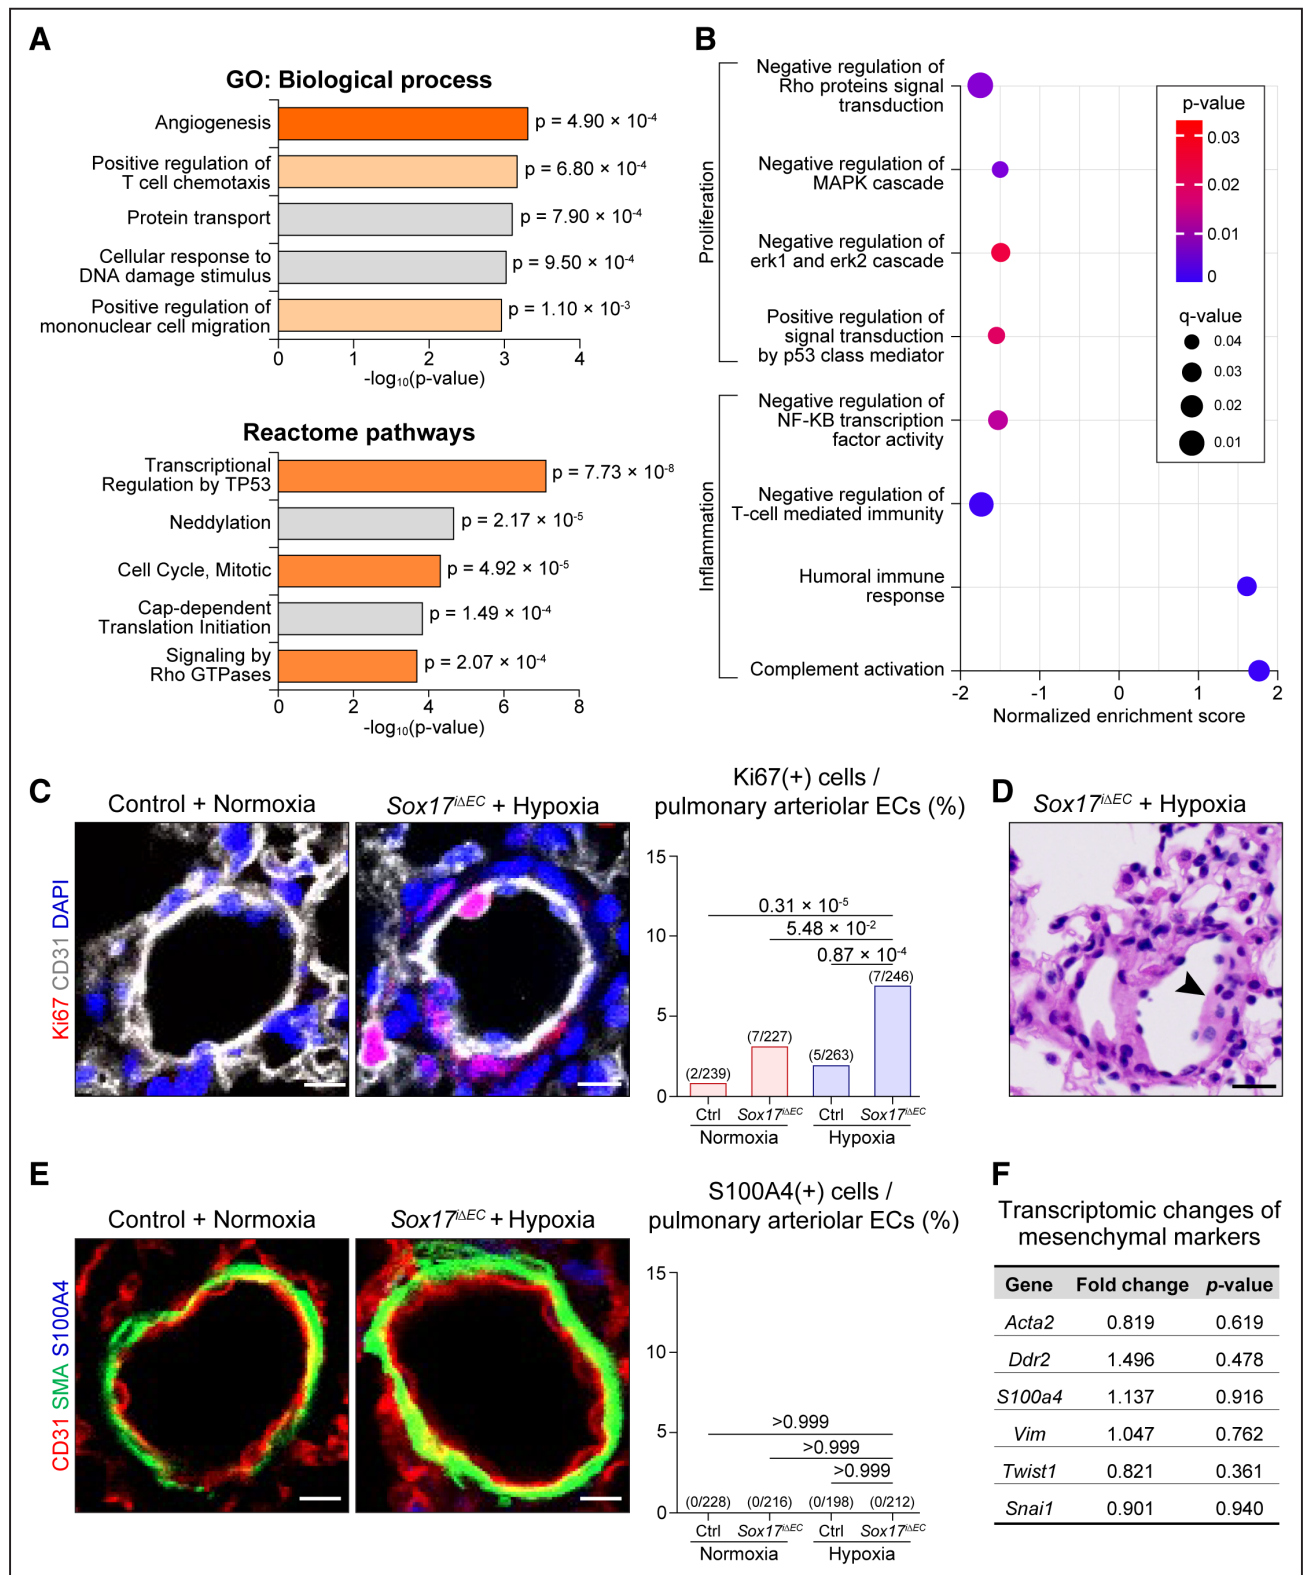 A
GO: Biological process
Angiogenesis
p = 4.90 × 10-4
Positive regulation of
T cell chemotaxis
p = 6.80 × 10-4
Protein transport
p = 7.90 × 10-4
Cellular response to
DNA damage stimulus
p = 9.50 × 10-4
Positive regulation of
mononuclear cell migration
p = 1.10 × 10-3
0 1 2 3 4
-log10(p-value)
Reactome pathways
Transcriptional
Regulation by TP53
p = 7.73 × 10-8
Neddylation
p = 2.17 × 10-5
Cell Cycle, Mitotic
p = 4.92 × 10-5
Cap-dependent
Translation Initiation
p = 1.49 × 10-4
Signaling by
Rho GTPases
p = 2.07 × 10-4
0 2 4 6 8
-log10(p-value)
B
Proliferation
Negative regulation of
Rho proteins signal
transduction
Negative regulation of
MAPK cascade
Negative regulation of
erk1 and erk2 cascade
Positive regulation of
signal transduction
by p53 class mediator
Inflammation
Negative regulation of
NF-KB transcription
factor activity
Negative regulation of
T-cell mediated immunity
Humoral immune
response
Complement activation
-2 -1 0 1 2
Normalized enrichment score
p-value
0.03
0.02
0.01
0
q-value
0.04
0.03
0.02
0.01
C
Control + Normoxia
Sox17iΔEC + Hypoxia
Ki67 CD31 DAPI
Ki67(+) cells /
pulmonary arteriolar ECs (%)
15
10
5
0
0.31 × 10-5
5.48 × 10-2
0.87 × 10-4
(2/239)
(7/227)
(5/263)
(7/246)
Ctrl Sox17iΔEC Ctrl Sox17iΔEC
Normoxia Hypoxia
D
Sox17iΔEC + Hypoxia
E
Control + Normoxia
Sox17iΔEC + Hypoxia
CD31 SMA S100A4
S100A4(+) cells /
pulmonary arteriolar ECs (%)
15
10
5
0
>0.999
>0.999
>0.999
(0/228) (0/216) (0/198) (0/212)
Ctrl Sox17iΔEC Ctrl Sox17iΔEC
Normoxia Hypoxia
F
Transcriptomic changes of
mesenchymal markers
Gene Fold change p-value
Acta2 0.819 0.619
Ddr2 1.496 0.478
S100a4 1.137 0.916
Vim 1.047 0.762
Twist1 0.821 0.361
Snai1 0.901 0.940